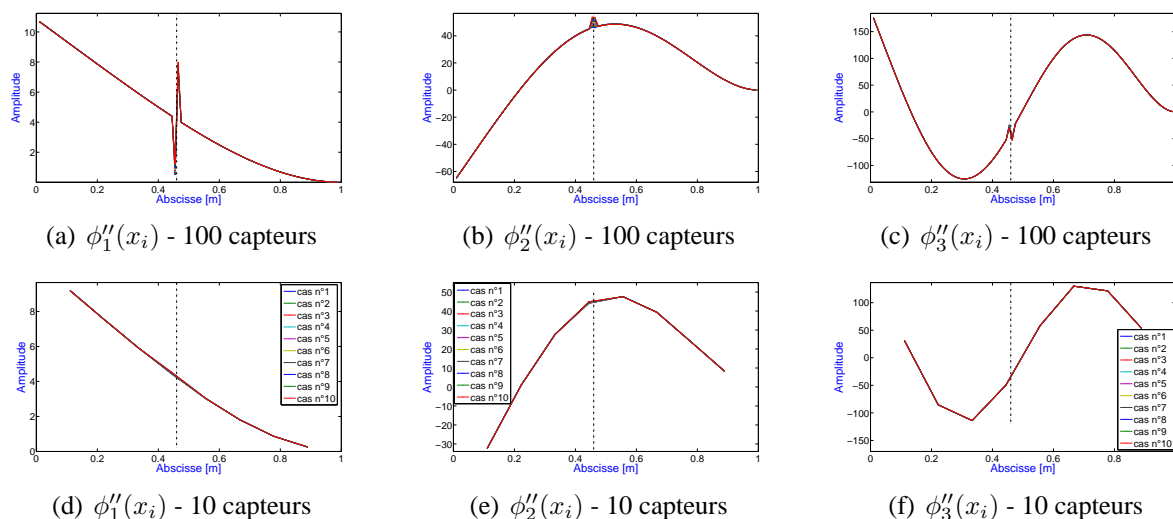 10
8
6
4
2
0
0.2
0.4
0.6
0.8
1
Amplitude
Abscisse [m]
(a) ϕ″₁(xᵢ) - 100 capteurs
40
20
0
−20
−40
−60
0
0.2
0.4
0.6
0.8
1
Amplitude
Abscisse [m]
(b) ϕ″₂(xᵢ) - 100 capteurs
150
100
50
0
−50
−100
0
0.2
0.4
0.6
0.8
1
Amplitude
Abscisse [m]
(c) ϕ″₃(xᵢ) - 100 capteurs
8
6
4
2
0
0
0.2
0.4
0.6
0.8
1
Amplitude
Abscisse [m]
cas n°1
cas n°2
cas n°3
cas n°4
cas n°5
cas n°6
cas n°7
cas n°8
cas n°9
cas n°10
(d) ϕ″₁(xᵢ) - 10 capteurs
50
40
30
20
10
0
−10
−20
−30
0
0.2
0.4
0.6
0.8
1
Amplitude
Abscisse [m]
cas n°1
cas n°2
cas n°3
cas n°4
cas n°5
cas n°6
cas n°7
cas n°8
cas n°9
cas n°10
(e) ϕ″₂(xᵢ) - 10 capteurs
100
50
0
−50
−100
−150
0
0.2
0.4
0.6
0.8
1
Amplitude
Abscisse [m]
cas n°1
cas n°2
cas n°3
cas n°4
cas n°5
cas n°6
cas n°7
cas n°8
cas n°9
cas n°10
(f) ϕ″₃(xᵢ) - 10 capteurs